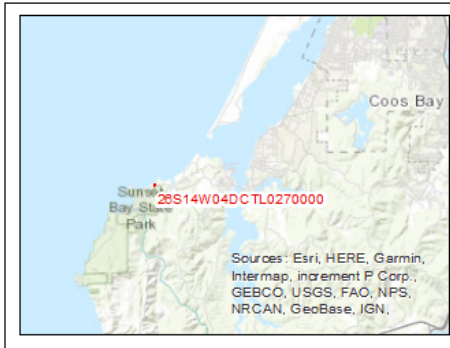 Coos Bay
Sunset
Bay State
Park
26S14W04DCTL0270000
Sources: Esri, HERE, Garmin,
Intermap, increment P Corp.,
GEBCO, USGS, FAO, NPS,
NRCAN, GeoBase, IGN,